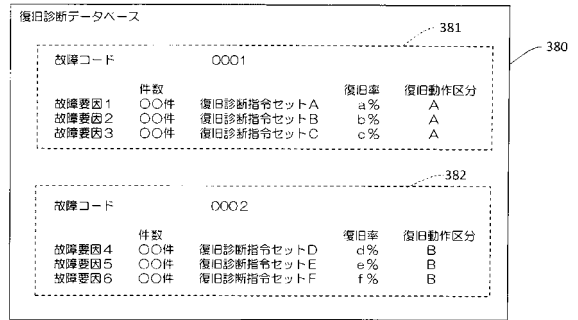 復旧診断データベース
381
380
故障コード 0001
件数 復旧率 復旧動作区分
故障要因1 〇〇件 復旧診断指令セットA a% A
故障要因2 〇〇件 復旧診断指令セットB b% A
故障要因3 〇〇件 復旧診断指令セットC c% A
382
故障コード 0002
件数 復旧率 復旧動作区分
故障要因4 〇〇件 復旧診断指令セットD d% B
故障要因5 〇〇件 復旧診断指令セットE e% B
故障要因6 〇〇件 復旧診断指令セットF f% B